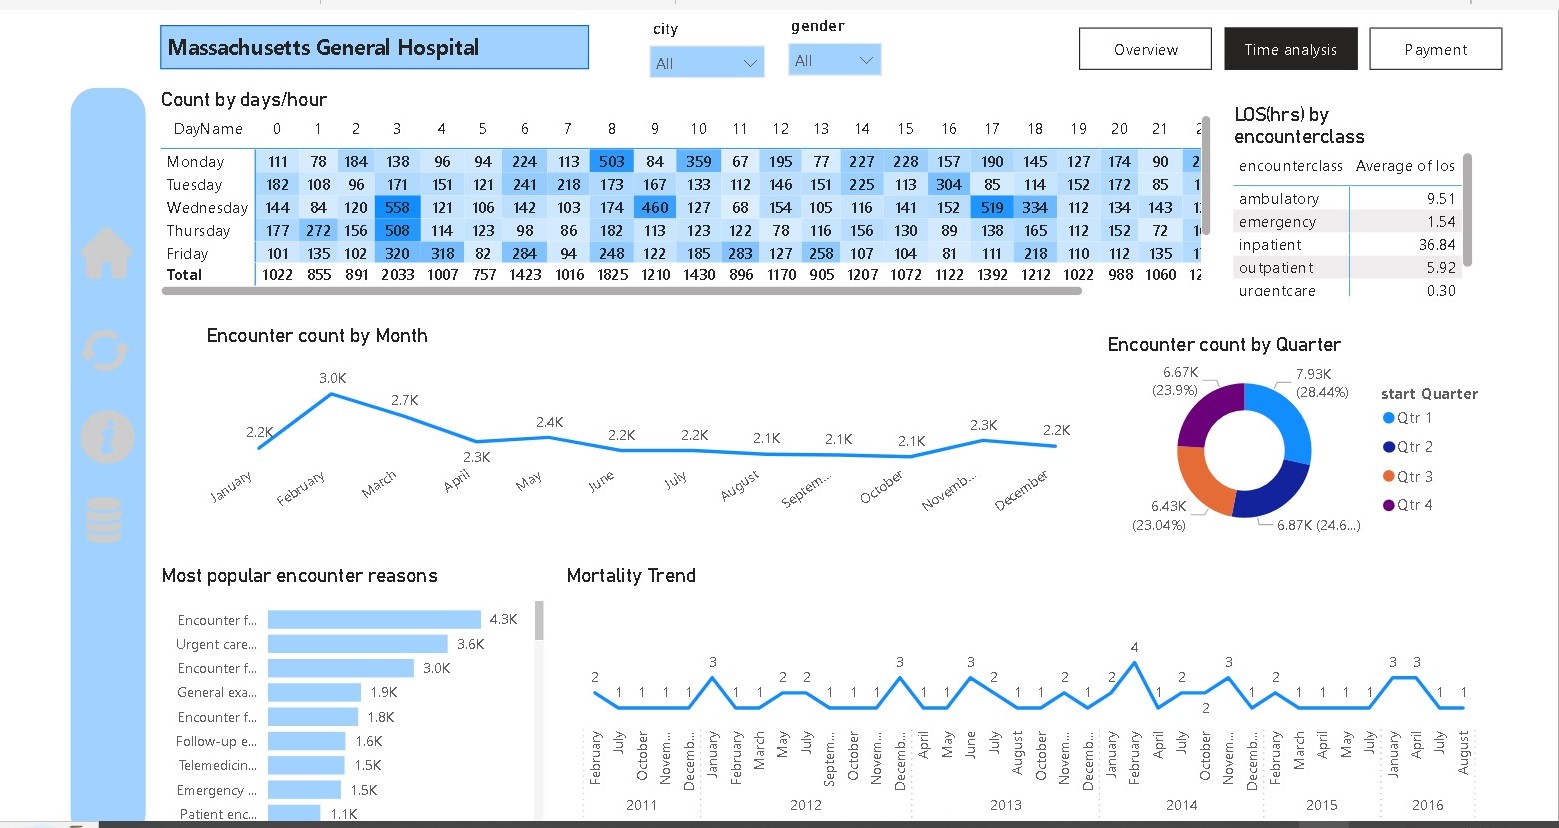 Massachusetts General Hospital
city
All
gender
All
Overview
Time analysis
Payment
Count by days/hour
DayName 0 1 2 3 4 5 6 7 8 9 10 11 12 13 14 15 16 17 18 19 20 21 2
Monday 111 78 184 138 96 94 224 113 503 84 359 67 195 77 227 228 157 190 145 127 174 90 2
Tuesday 182 108 96 171 151 121 241 218 173 167 133 112 146 151 225 113 304 85 114 152 172 85 1
Wednesday 144 84 120 558 121 106 142 103 174 460 127 68 154 105 116 141 152 519 334 112 134 143 1
Thursday 177 272 156 508 114 123 98 86 182 113 123 122 78 116 156 130 89 138 165 112 152 72 1
Friday 101 135 102 320 318 82 284 94 248 122 185 283 127 258 107 104 81 111 218 110 112 135 1
Total 1022 855 891 2033 1007 757 1423 1016 1825 1210 1430 896 1170 905 1207 1072 1122 1392 1212 1022 988 1060 12
LOS(hrs) by
encounterclass
encounterclass Average of los
ambulatory 9.51
emergency 1.54
inpatient 36.84
outpatient 5.92
urgentcare 0.30
Encounter count by Month
2.2K 3.0K 2.7K 2.3K 2.4K 2.2K 2.2K 2.1K 2.1K 2.1K 2.3K 2.2K
January February March April May June July August Septem... October Novemb... December
Encounter count by Quarter
6.67K
(23.9%)
7.93K
(28.44%)
6.43K
(23.04%)
6.87K (24.6...)
start Quarter
Qtr 1
Qtr 2
Qtr 3
Qtr 4
Most popular encounter reasons
Encounter f... 4.3K
Urgent care... 3.6K
Encounter f... 3.0K
General exa... 1.9K
Encounter f... 1.8K
Follow-up e... 1.6K
Telemedicin... 1.5K
Emergency ... 1.5K
Patient enc... 1.1K
Mortality Trend
2 1 1 1 1 3 1 1 2 2 1 1 1 3 1 1 3 2 1 1 2 1 2 4 1 2 2 3 1 2 1 1 1 1 3 3 1 1
February July October Novem... Decemb... January February March May July Septem... October Novem... Decemb... April May June July August October Novem... Decemb... January February April July October Novem... Decemb... February March April May July January April July August
2011 2012 2013 2014 2015 2016